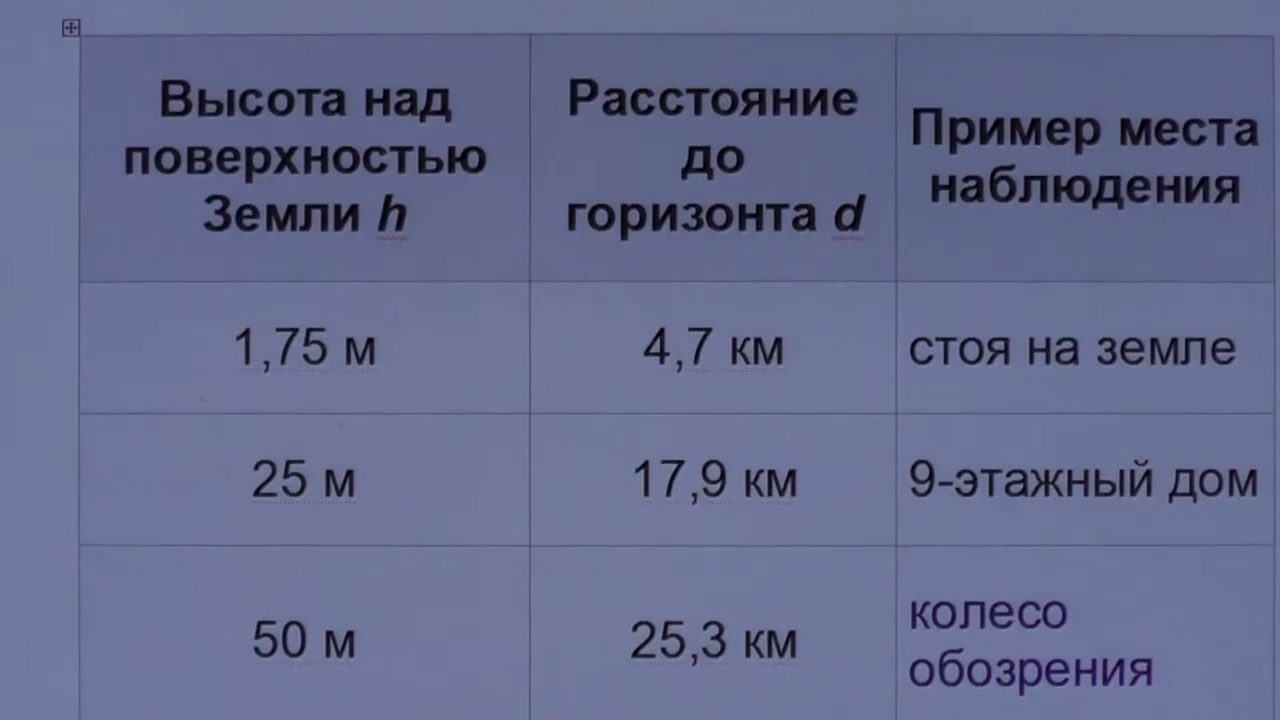 Высота над
поверхностью
Земли h
Расстояние
до
горизонта d
Пример места
наблюдения
1,75 м
4,7 км
стоя на земле
25 м
17,9 км
9-этажный дом
50 м
25,3 км
колесо
обозрения